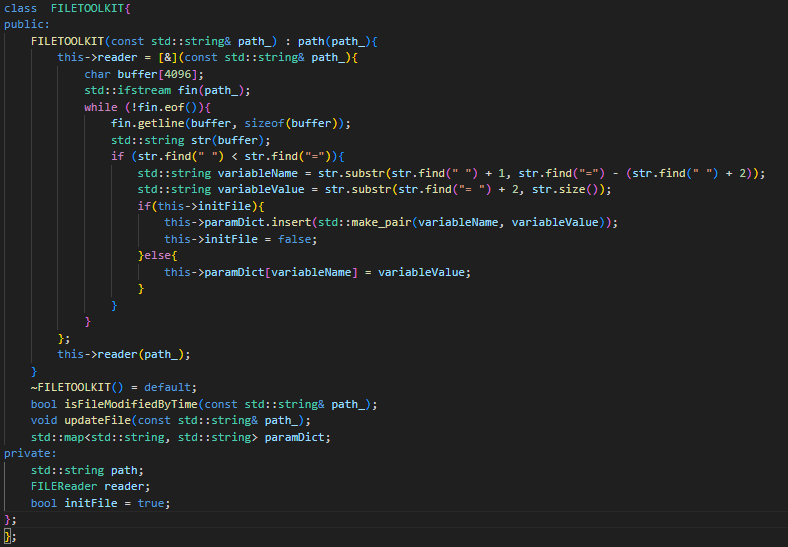 class  FILETOOLKIT{
public:
    FILETOOLKIT(const std::string& path_) : path(path_){
        this->reader = [&](const std::string& path_){
            char buffer[4096];
            std::ifstream fin(path_);
            while (!fin.eof()){
                fin.getline(buffer, sizeof(buffer));
                std::string str(buffer);
                if (str.find(" ") < str.find("=")){
                    std::string variableName = str.substr(str.find(" ") + 1, str.find("=") - (str.find(" ") + 2));
                    std::string variableValue = str.substr(str.find("= ") + 2, str.size());
                    if(this->initFile){
                        this->paramDict.insert(std::make_pair(variableName, variableValue));
                        this->initFile = false;
                    }else{
                        this->paramDict[variableName] = variableValue;
                    }
                }
            }
        };
        this->reader(path_);
    }
    ~FILETOOLKIT() = default;
    bool isFileModifiedByTime(const std::string& path_);
    void updateFile(const std::string& path_);
    std::map<std::string, std::string> paramDict;
private:
    std::string path;
    FILEReader reader;
    bool initFile = true;
};
};